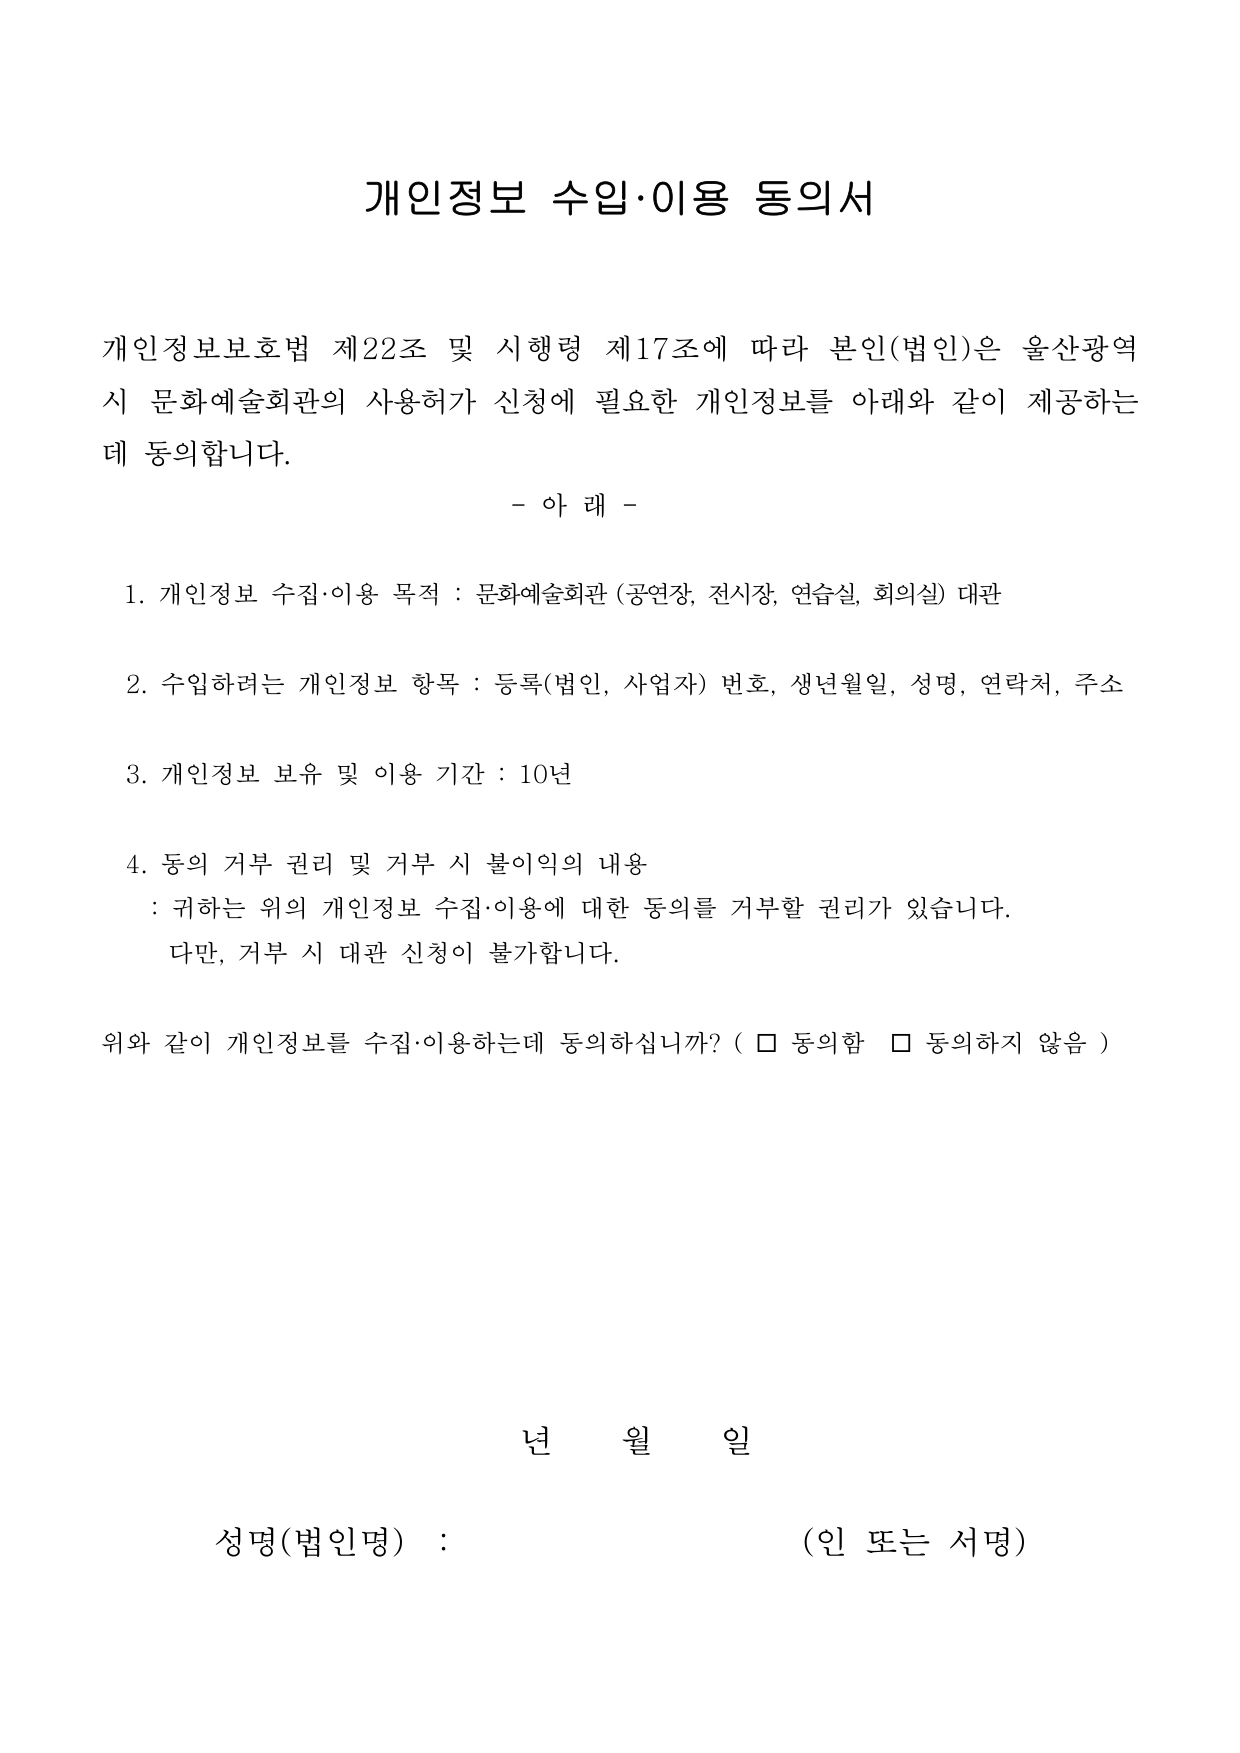 개인정보 수입·이용 동의서
개인정보보호법 제22조 및 시행령 제17조에 따라 본인(법인)은 울산광역
시 문화예술회관의 사용허가 신청에 필요한 개인정보를 아래와 같이 제공하는
데 동의합니다.
- 아 래 -
1. 개인정보 수집·이용 목적 : 문화예술회관 (공연장, 전시장, 연습실, 회의실) 대관
2. 수입하려는 개인정보 항목 : 등록(법인, 사업자) 번호, 생년월일, 성명, 연락처, 주소
3. 개인정보 보유 및 이용 기간 : 10년
4. 동의 거부 권리 및 거부 시 불이익의 내용
: 귀하는 위의 개인정보 수집·이용에 대한 동의를 거부할 권리가 있습니다.
다만, 거부 시 대관 신청이 불가합니다.
위와 같이 개인정보를 수집·이용하는데 동의하십니까? ( □ 동의함 □ 동의하지 않음 )
년 월 일
성명(법인명) : (인 또는 서명)